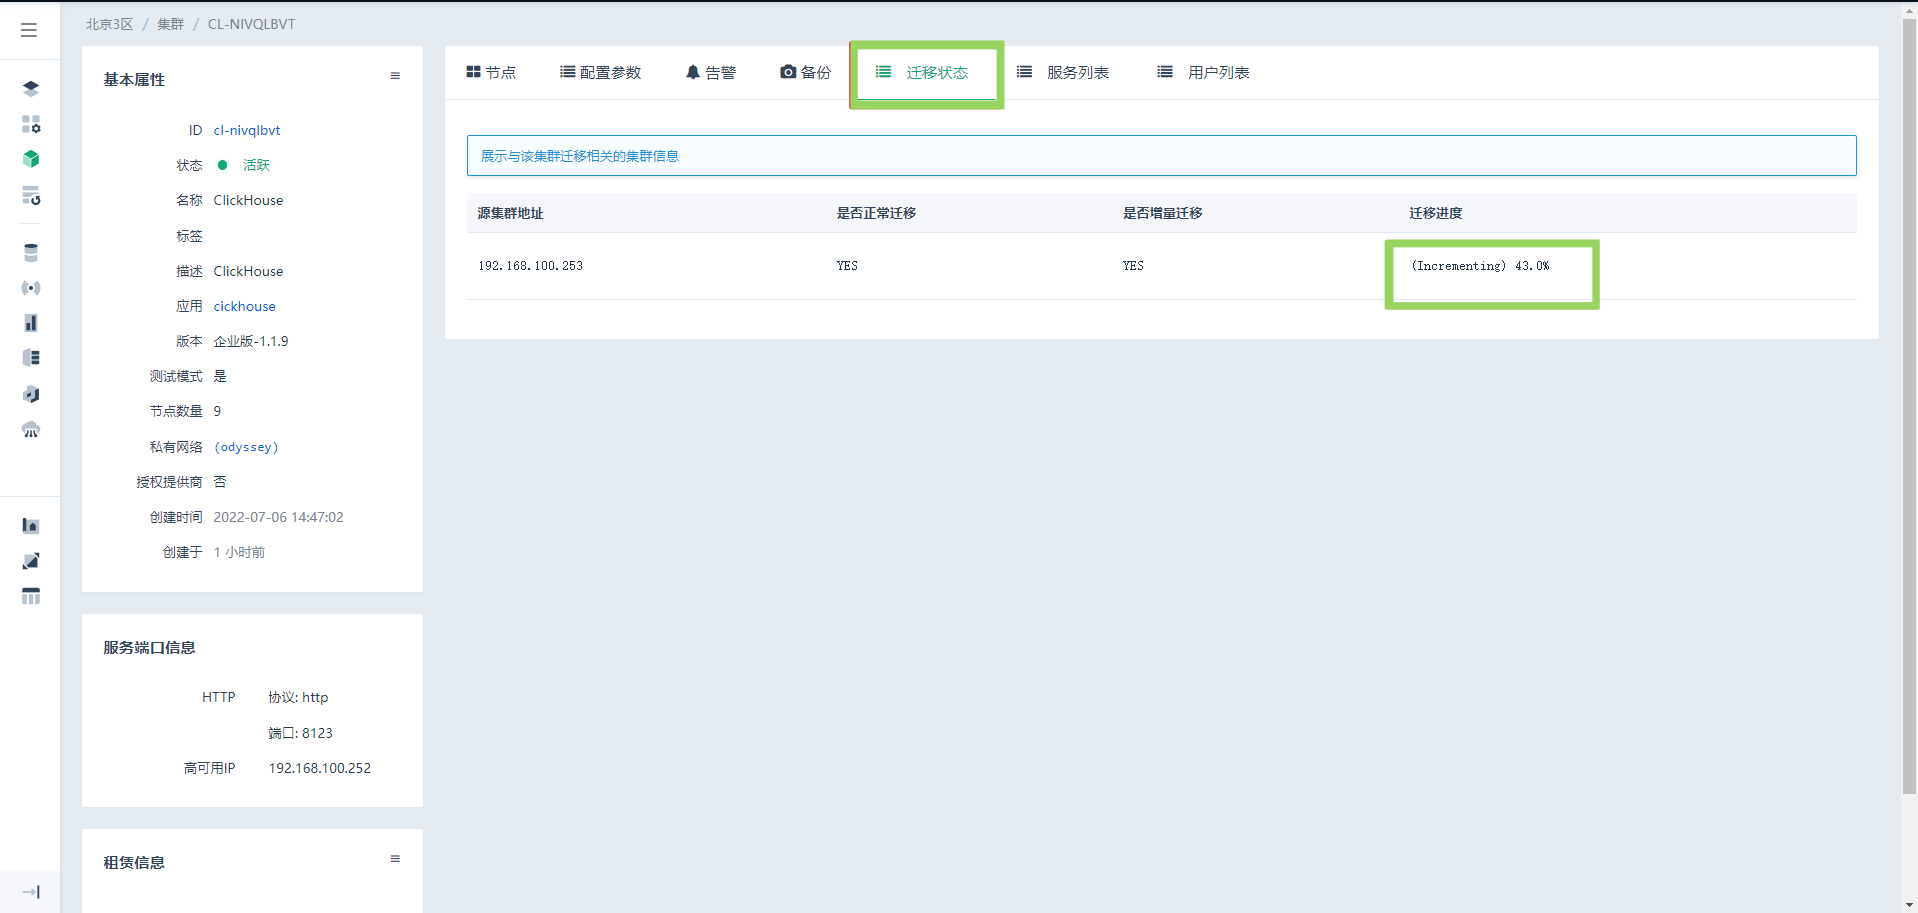 北京3区 / 集群 / CL-NIVQLBVT
基本属性
ID cl-nivqlbvt
状态 活跃
名称 ClickHouse
标签
描述 ClickHouse
应用 cickhouse
版本 企业版-1.1.9
测试模式 是
节点数量 9
私有网络 (odyssey)
授权提供商 否
创建时间 2022-07-06 14:47:02
创建于 1 小时前
服务端口信息
HTTP 协议: http
端口: 8123
高可用IP 192.168.100.252
租赁信息
节点 配置参数 告警 备份 迁移状态 服务列表 用户列表
展示与该集群迁移相关的集群信息
源集群地址 是否正常迁移 是否增量迁移 迁移进度
192.168.100.253 YES YES (Incrementing) 43.0%